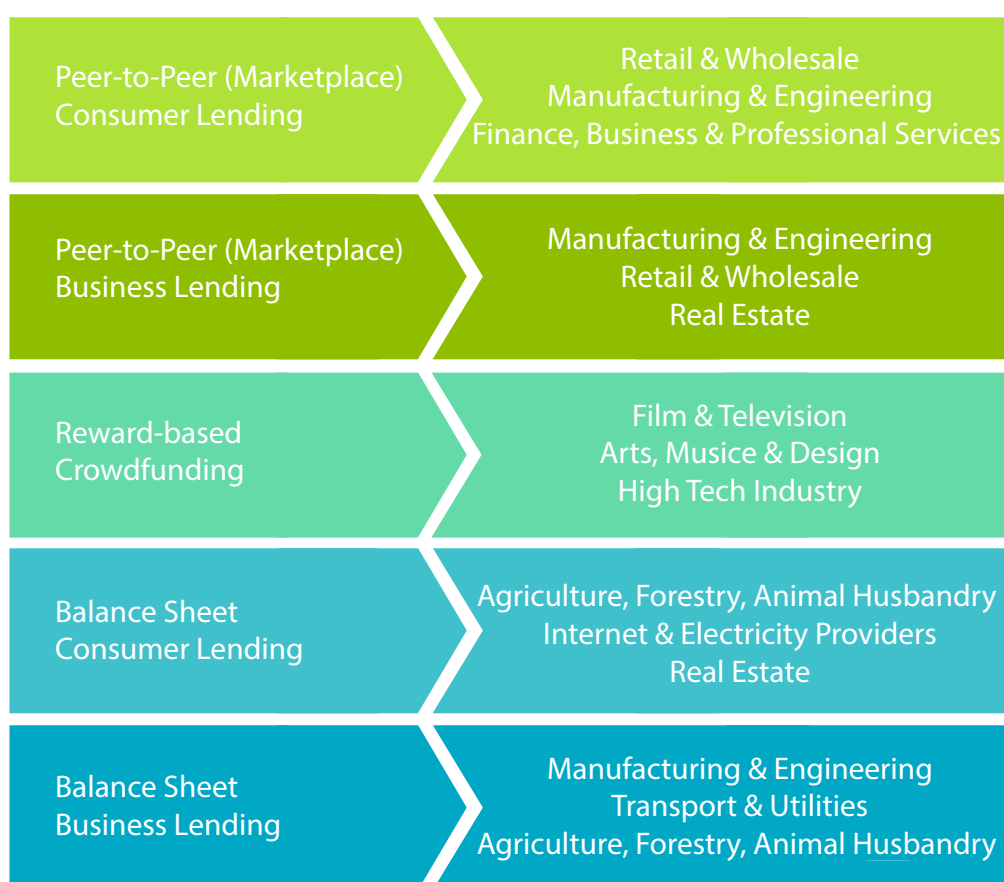 Peer-to-Peer (Marketplace)
Consumer Lending
Retail & Wholesale
Manufacturing & Engineering
Finance, Business & Professional Services
Peer-to-Peer (Marketplace)
Business Lending
Manufacturing & Engineering
Retail & Wholesale
Real Estate
Reward-based
Crowdfunding
Film & Television
Arts, Musice & Design
High Tech Industry
Balance Sheet
Consumer Lending
Agriculture, Forestry, Animal Husbandry
Internet & Electricity Providers
Real Estate
Balance Sheet
Business Lending
Manufacturing & Engineering
Transport & Utilities
Agriculture, Forestry, Animal Husbandry